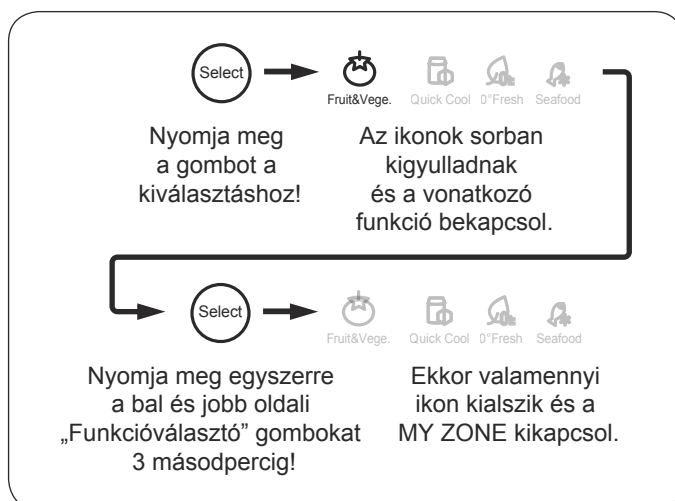 Select
Fruit&Vege. Quick Cool 0°Fresh Seafood
Nyomja meg
a gombot a
kiválasztáshoz!
Az ikonok sorban
kigyulladnak
és a vonatkozó
funkció bekapcsol.
Select
Fruit&Vege. Quick Cool 0°Fresh Seafood
Nyomja meg egyszerre
a bal és jobb oldali
„Funkcióválasztó” gombokat
3 másodpercig!
Ekkor valamennyi
ikon kialszik és a
MY ZONE kikapcsol.